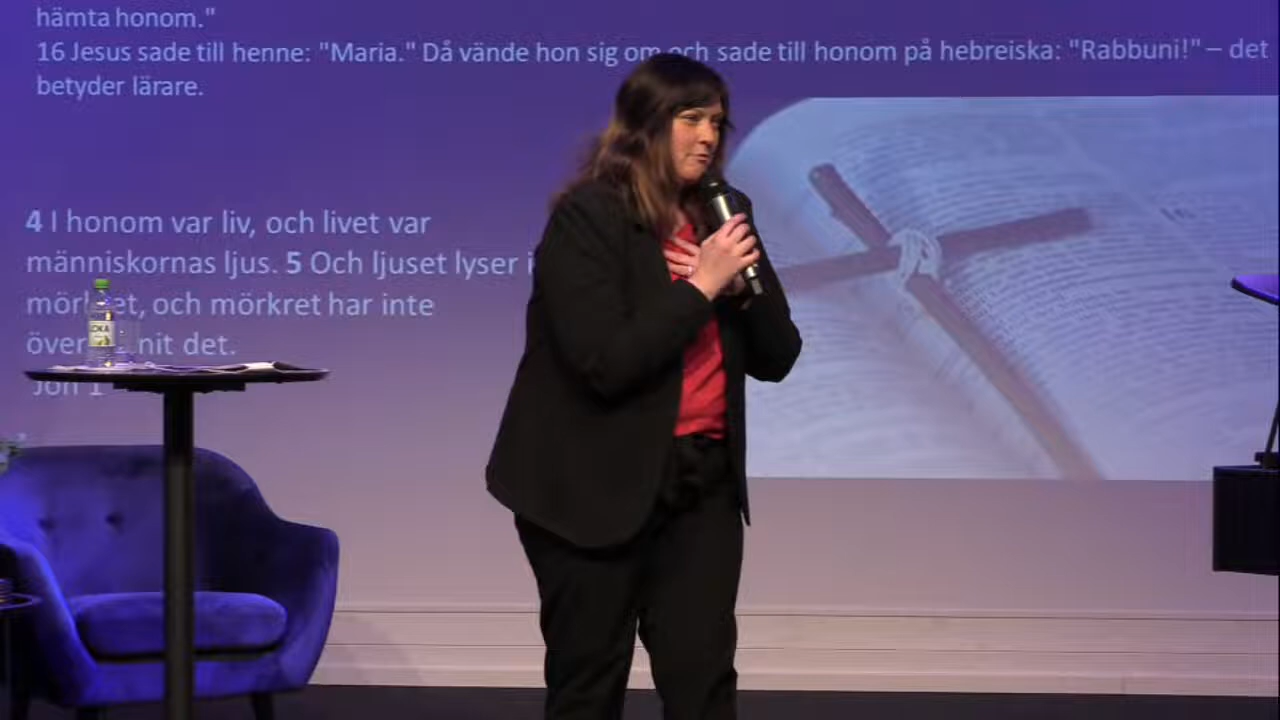 hämta honom."
16 Jesus sade till henne: "Maria." Då vände hon sig om och sade till honom på hebreiska: "Rabbuni!" – det
betyder lärare.
4 I honom var liv, och livet var
människornas ljus. 5 Och ljuset lyser i
och mörkret har inte
det.
Joh 1